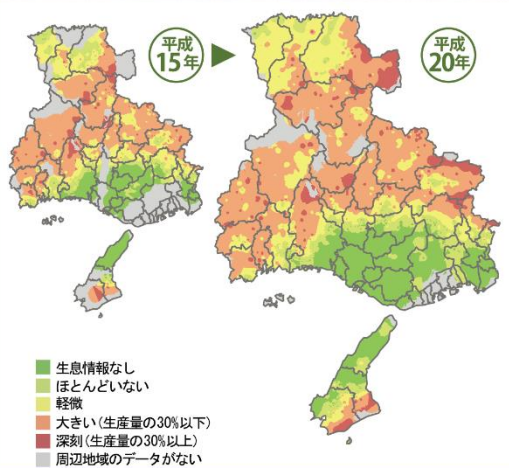 平成
15年
平成
20年
生息情報なし
ほとんどいない
軽微
大きい(生産量の30%以下)
深刻(生産量の30%以上)
周辺地域のデータがない